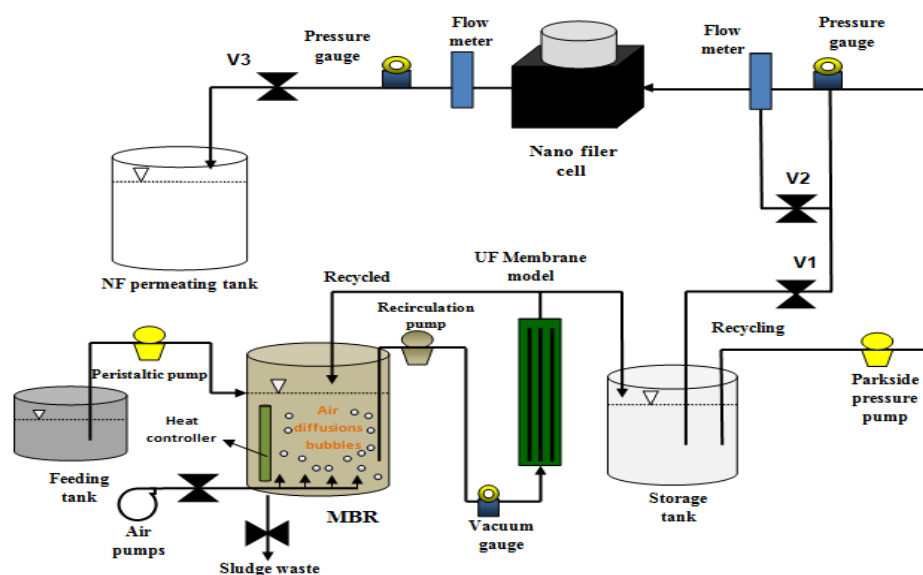 Pressure
gauge
Flow
meter
Flow
meter
Pressure
gauge
V3
Nano filer
cell
V2
V1
NF permeating tank
UF Membrane
model
Recycled
Recirculation
pump
Recycling
Peristaltic pump
Parkside
pressure
pump
Heat
controller
Air
diffusions
bubbles
Feeding
tank
Storage
tank
MBR
Vacuum
gauge
Air
pumps
Sludge waste